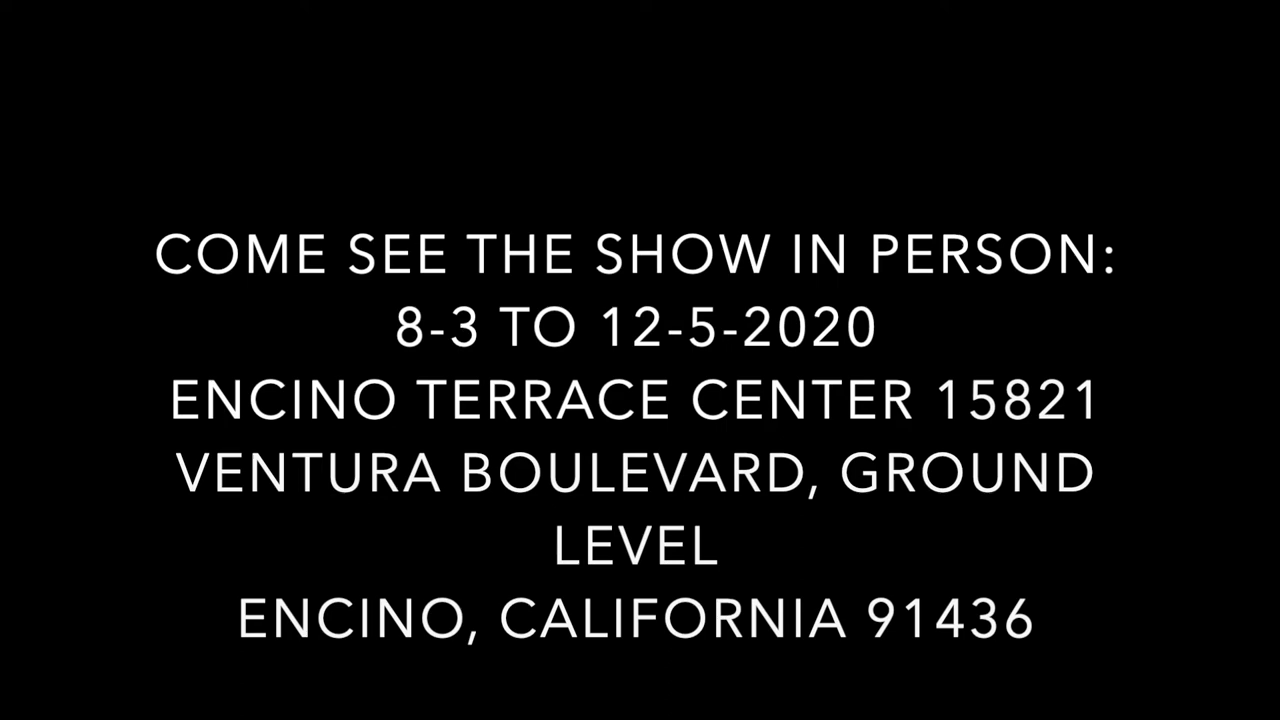 COME SEE THE SHOW IN PERSON:
8-3 TO 12-5-2020
ENCINO TERRACE CENTER 15821
VENTURA BOULEVARD, GROUND
LEVEL
ENCINO, CALIFORNIA 91436